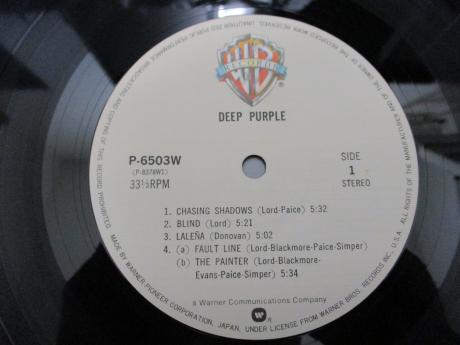 UNAUTHORIZED DUPLICATION, PUBLIC PERFORMANCE, BROADCASTING AND COPYING OF THIS RECORD PROHIBITED.
WB
RECORDS
DEEP PURPLE
P-6503W
(P-8378W1)
33⅓RPM
SIDE
1
STEREO
1. CHASING SHADOWS (Lord-Paice) 5:32
2. BLIND (Lord) 5:21
3. LALEÑA (Donovan) 5:02
4. (a) FAULT LINE (Lord-Blackmore-Paice-Simper)
(b) THE PAINTER (Lord-Blackmore-
Evans-Paice-Simper) 5:34
a Warner Communications Company
MADE BY WARNER-PIONEER CORPORATION, JAPAN, UNDER LICENSE FROM WARNER BROS. RECORDS INC., U.S.A. ALL RIGHTS OF THE MANUFACTURER AND OF THE OWNER OF THE RECORDED WORK RESERVED.